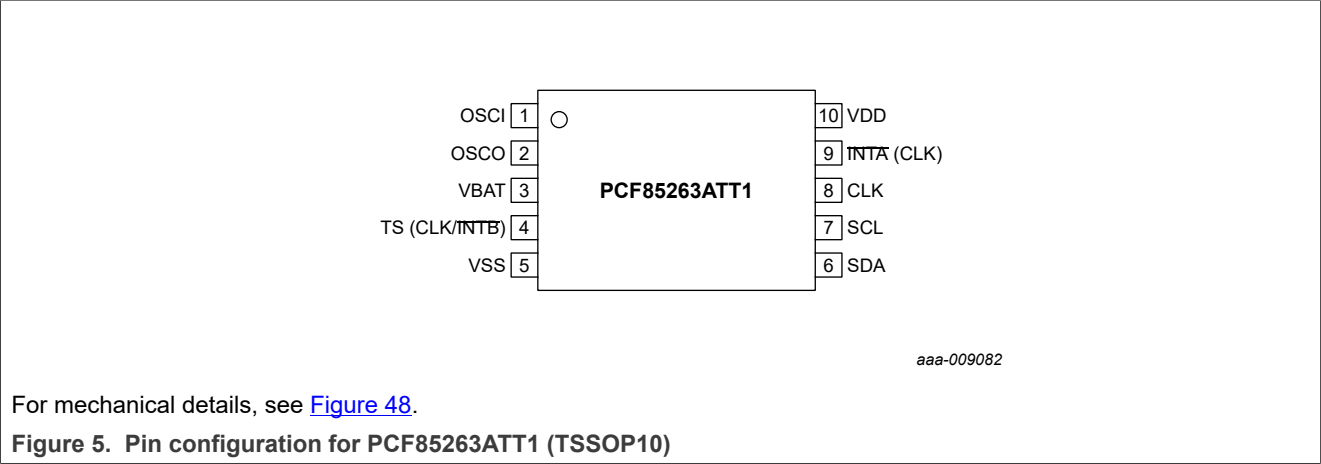 OSCI 1 10 VDD
OSCO 2 9 INTA (CLK)
VBAT 3 PCF85263ATT1 8 CLK
TS (CLK/INTB) 4 7 SCL
VSS 5 6 SDA
aaa-009082
For mechanical details, see Figure 48.
Figure 5. Pin configuration for PCF85263ATT1 (TSSOP10)